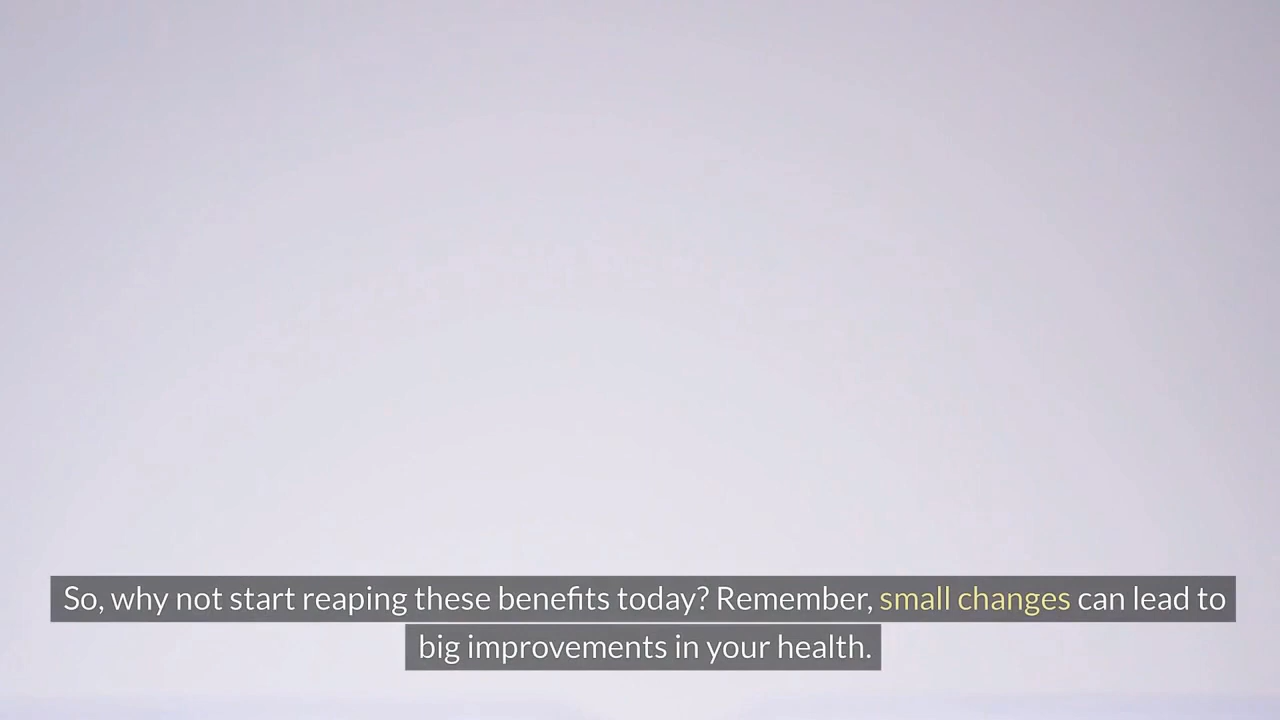 So, why not start reaping these benefits today? Remember, small changes can lead to
big improvements in your health.